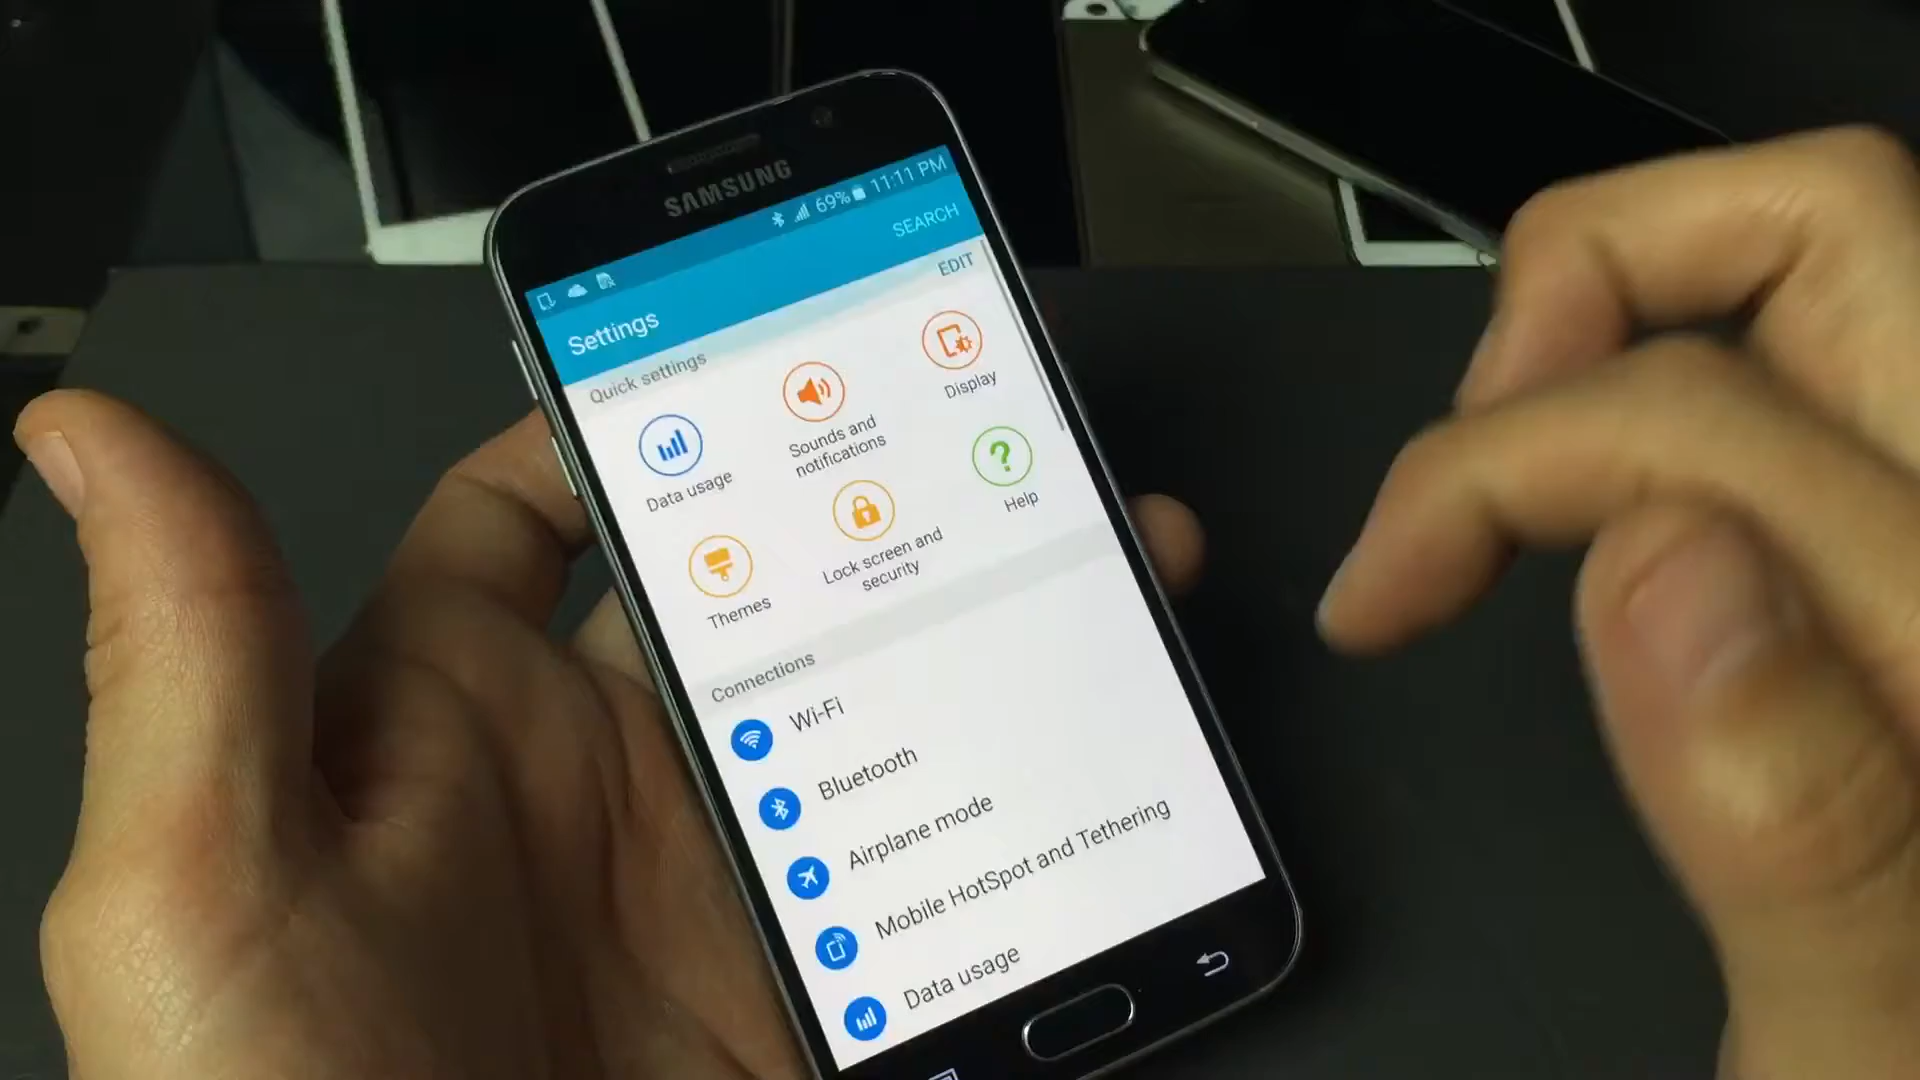 SAMSUNG
69% 11:11 PM
Settings SEARCH
Quick settings EDIT
Data usage
Sounds and
notifications
Display
Themes
Lock screen and
security
Help
Connections
Wi-Fi
Bluetooth
Airplane mode
Mobile HotSpot and Tethering
Data usage